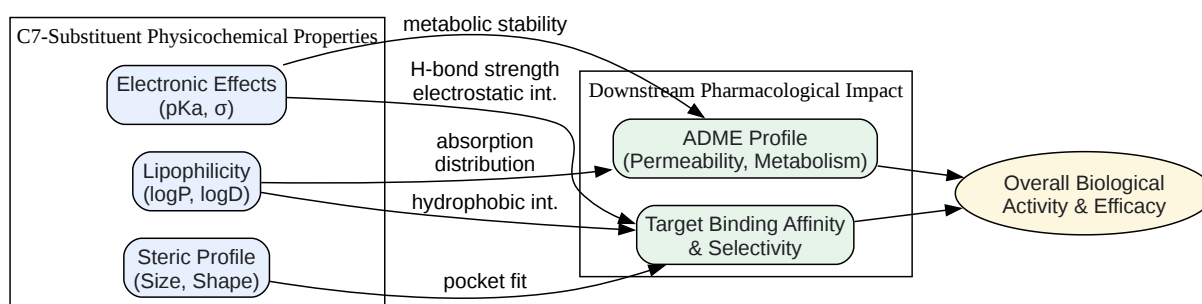 C7-Substituent Physicochemical Properties
Electronic Effects
(pKa, σ)
Lipophilicity
(logP, logD)
Steric Profile
(Size, Shape)
metabolic stability
H-bond strength
electrostatic int.
absorption
distribution
hydrophobic int.
pocket fit
Downstream Pharmacological Impact
ADME Profile
(Permeability, Metabolism)
Target Binding Affinity
& Selectivity
Overall Biological
Activity & Efficacy